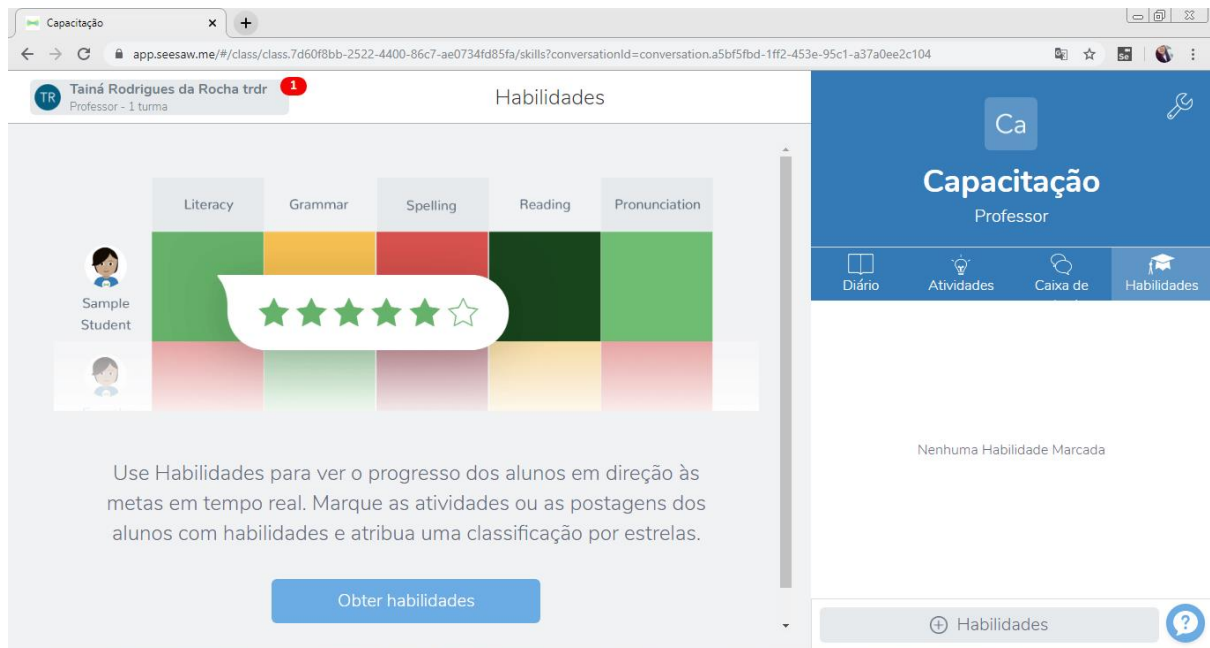 Capacitação
app.seesaw.me/#/class/class.7d60f8bb-2522-4400-86c7-ae0734fd85fa/skills?conversationId=conversation.a5bf5fbd-1ff2-453e-95c1-a37a0ee2c104
TR
Tainá Rodrigues da Rocha trdr
1
Professor - 1 turma
Habilidades
Literacy Grammar Spelling Reading Pronunciation
Sample
Student
Use Habilidades para ver o progresso dos alunos em direção às
metas em tempo real. Marque as atividades ou as postagens dos
alunos com habilidades e atribua uma classificação por estrelas.
Obter habilidades
Ca
Capacitação
Professor
Diário Atividades Caixa de Habilidades
Nenhuma Habilidade Marcada
Habilidades
?